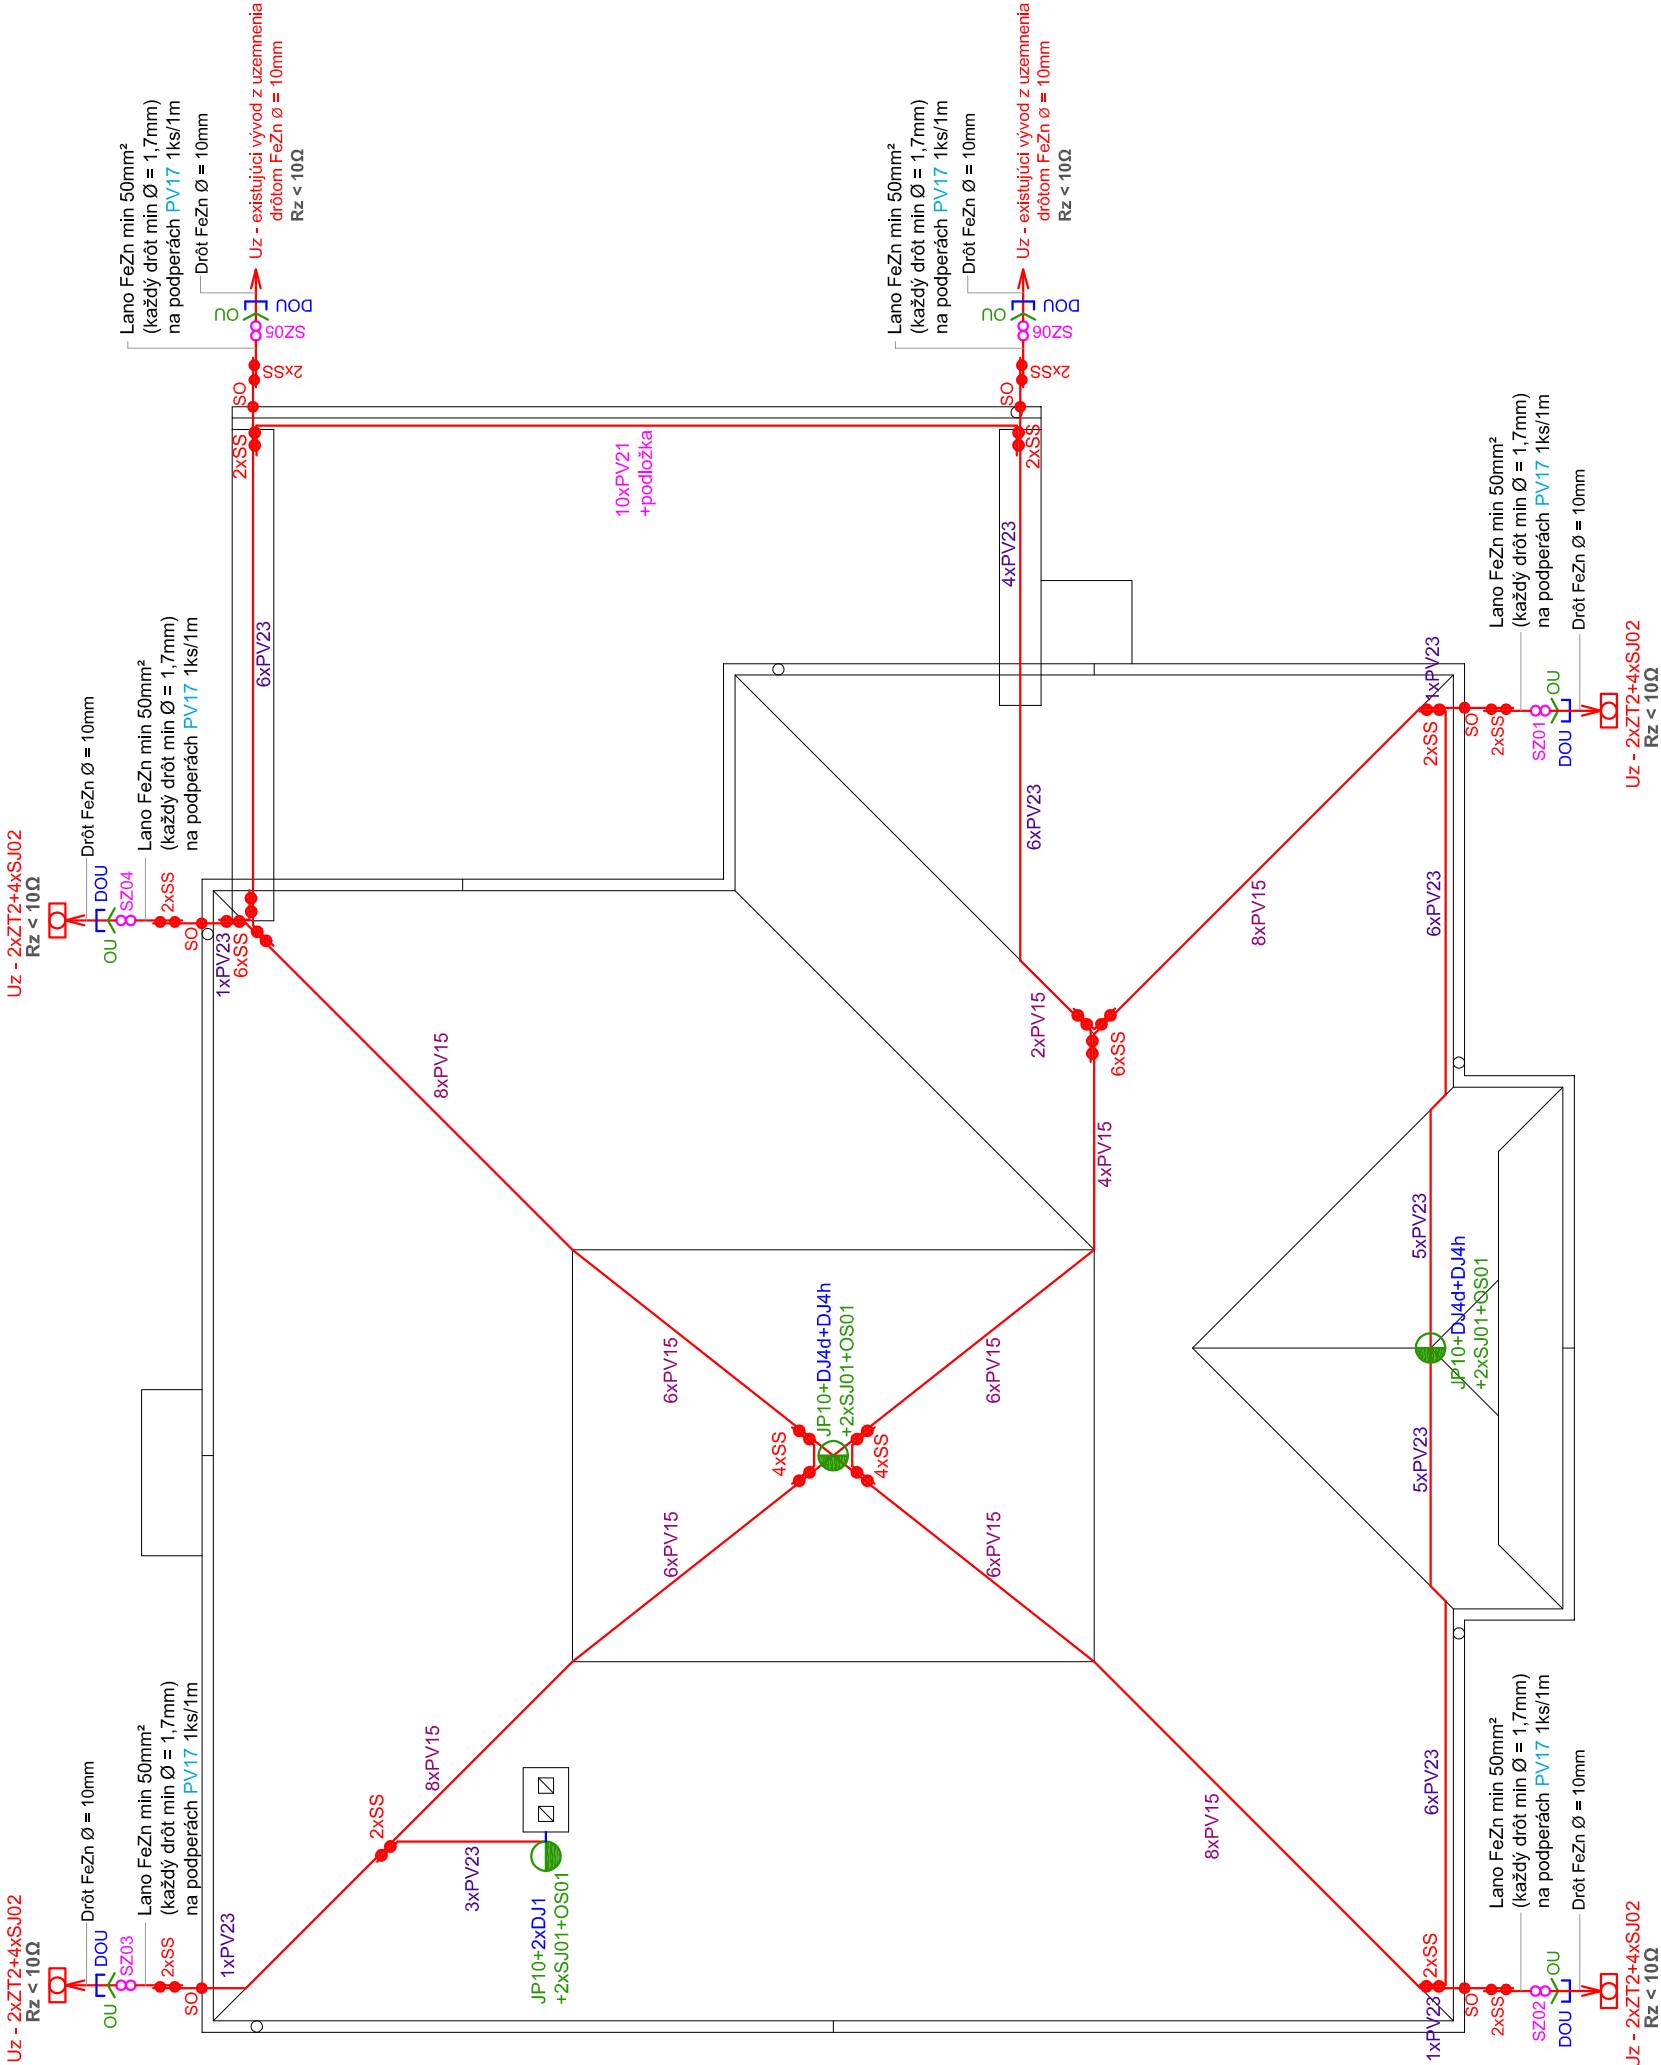 Uz - existujúci vývod z uzemnenia
drôtom FeZn Ø = 10mm
Rz < 10Ω
Lano FeZn min 50mm²
(každý drôt min Ø = 1,7mm)
na podperách PV17 1ks/1m
Drôt FeZn Ø = 10mm
OU
DOU
SZ05
2xSS
SO
2xSS
Uz - existujúci vývod z uzemnenia
drôtom FeZn Ø = 10mm
Rz < 10Ω
Lano FeZn min 50mm²
(každý drôt min Ø = 1,7mm)
na podperách PV17 1ks/1m
Drôt FeZn Ø = 10mm
OU
DOU
SZ06
2xSS
SO
2xSS
10xPV21
+podložka
6xPV23
4xPV23
Uz - 2xZT2+4xSJ02
Rz < 10Ω
Drôt FeZn Ø = 10mm
Lano FeZn min 50mm²
(každý drôt min Ø = 1,7mm)
na podperách PV17 1ks/1m
DOU
OU
SZ04
2xSS
SO
1xPV23
6xSS
Lano FeZn min 50mm²
(každý drôt min Ø = 1,7mm)
na podperách PV17 1ks/1m
Drôt FeZn Ø = 10mm
Uz - 2xZT2+4xSJ02
Rz < 10Ω
1xPV23
2xSS
SO
2xSS
SZ01
OU
DOU
6xPV23
8xPV15
6xPV23
2xPV15
6xSS
8xPV15
4xPV15
5xPV23
JP10+DJ4d+DJ4h
+2xSJ01+OS01
5xPV23
6xPV15
6xPV15
JP10+DJ4d+DJ4h
+2xSJ01+OS01
4xSS
4xSS
6xPV15
6xPV15
8xPV15
2xSS
3xPV23
JP10+2xDJ1
+2xSJ01+OS01
8xPV15
6xPV23
Uz - 2xZT2+4xSJ02
Rz < 10Ω
Drôt FeZn Ø = 10mm
Lano FeZn min 50mm²
(každý drôt min Ø = 1,7mm)
na podperách PV17 1ks/1m
DOU
OU
SZ03
2xSS
SO
1xPV23
Lano FeZn min 50mm²
(každý drôt min Ø = 1,7mm)
na podperách PV17 1ks/1m
Drôt FeZn Ø = 10mm
Jz - 2xZT2+4xSJ02
Rz < 10Ω
2xSS
1xPV23
SO
2xSS
SZ02
OU
DOU